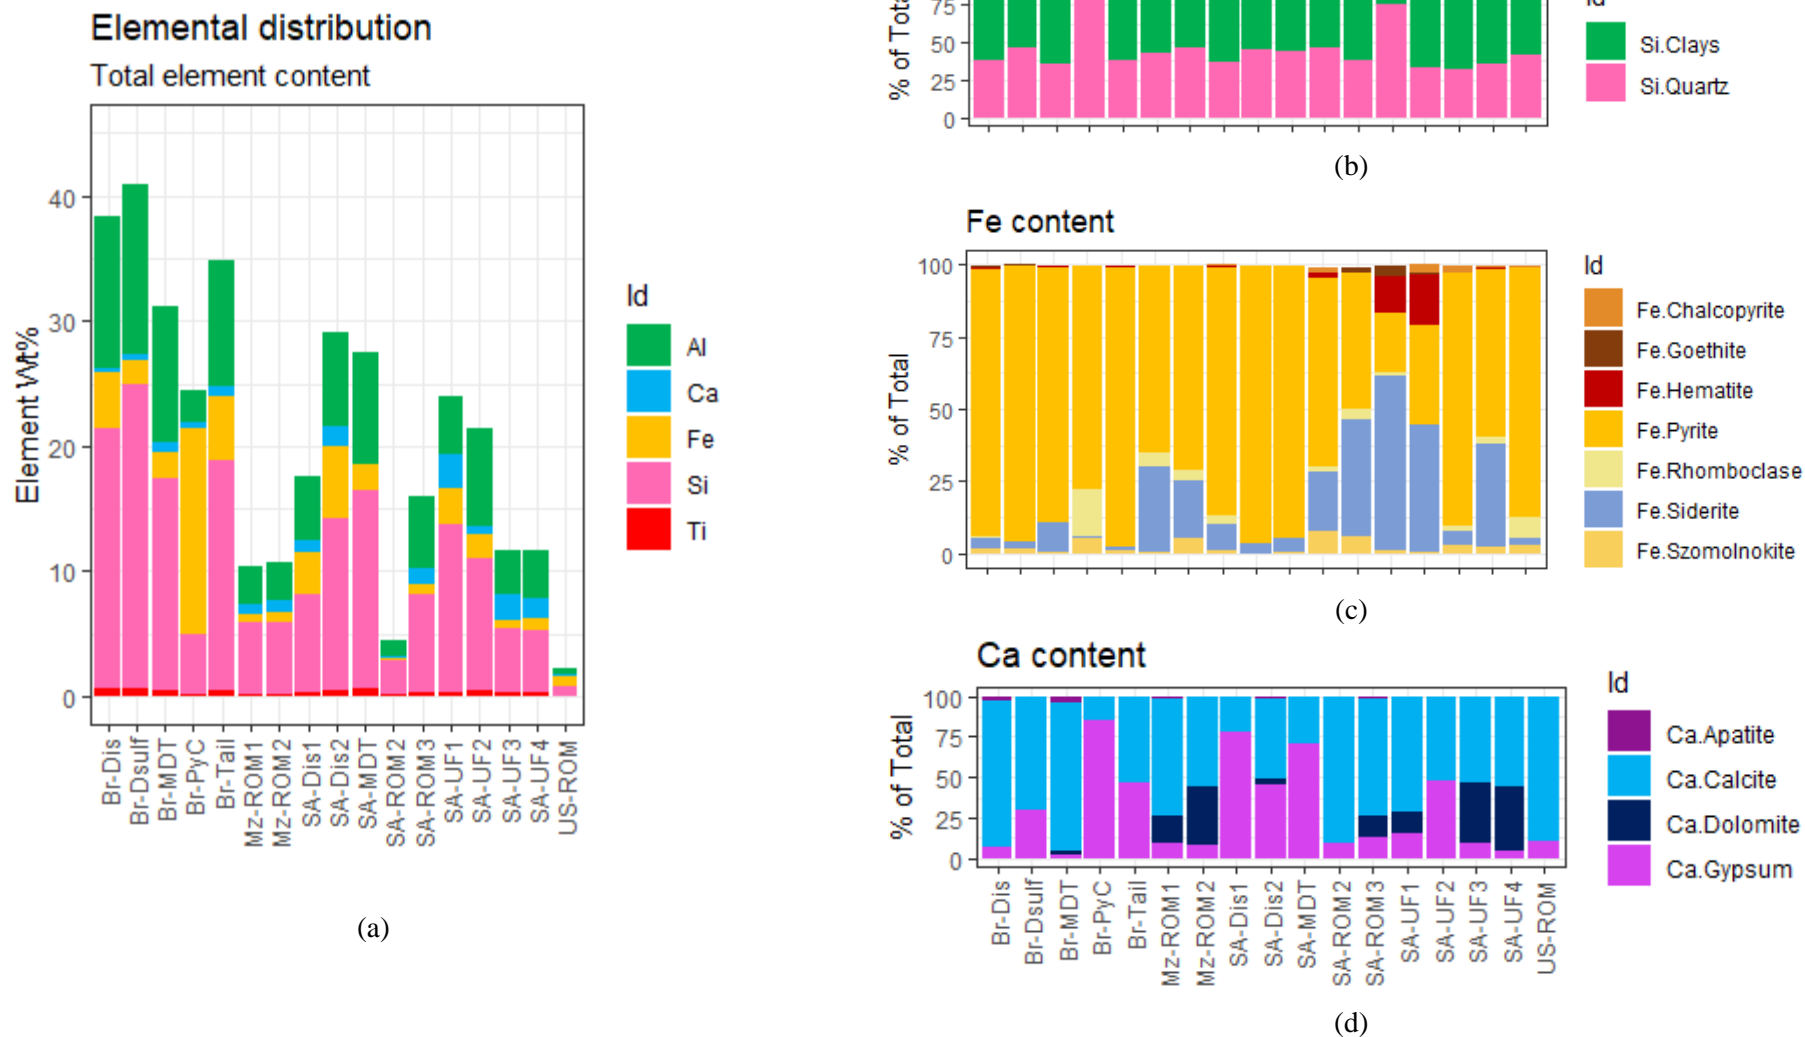 Elemental distribution
Total element content
Element Wt%
40
30
20
10
0
Br-Dis
Br-Dsulf
Br-MDT
Br-PyC
Br-Tail
Mz-ROM1
Mz-ROM2
SA-Dis1
SA-Dis2
SA-MDT
SA-ROM2
SA-ROM3
SA-UF1
SA-UF2
SA-UF3
SA-UF4
US-ROM
Id
Al
Ca
Fe
Si
Ti
(a)
% of Tota
75
50
25
0
Id
Si.Clays
Si.Quartz
(b)
Fe content
% of Total
100
75
50
25
0
Id
Fe.Chalcopyrite
Fe.Goethite
Fe.Hematite
Fe.Pyrite
Fe.Rhomboclase
Fe.Siderite
Fe.Szomolnokite
(c)
Ca content
% of Total
100
75
50
25
0
Br-Dis
Br-Dsulf
Br-MDT
Br-PyC
Br-Tail
Mz-ROM1
Mz-ROM2
SA-Dis1
SA-Dis2
SA-MDT
SA-ROM2
SA-ROM3
SA-UF1
SA-UF2
SA-UF3
SA-UF4
US-ROM
Id
Ca.Apatite
Ca.Calcite
Ca.Dolomite
Ca.Gypsum
(d)